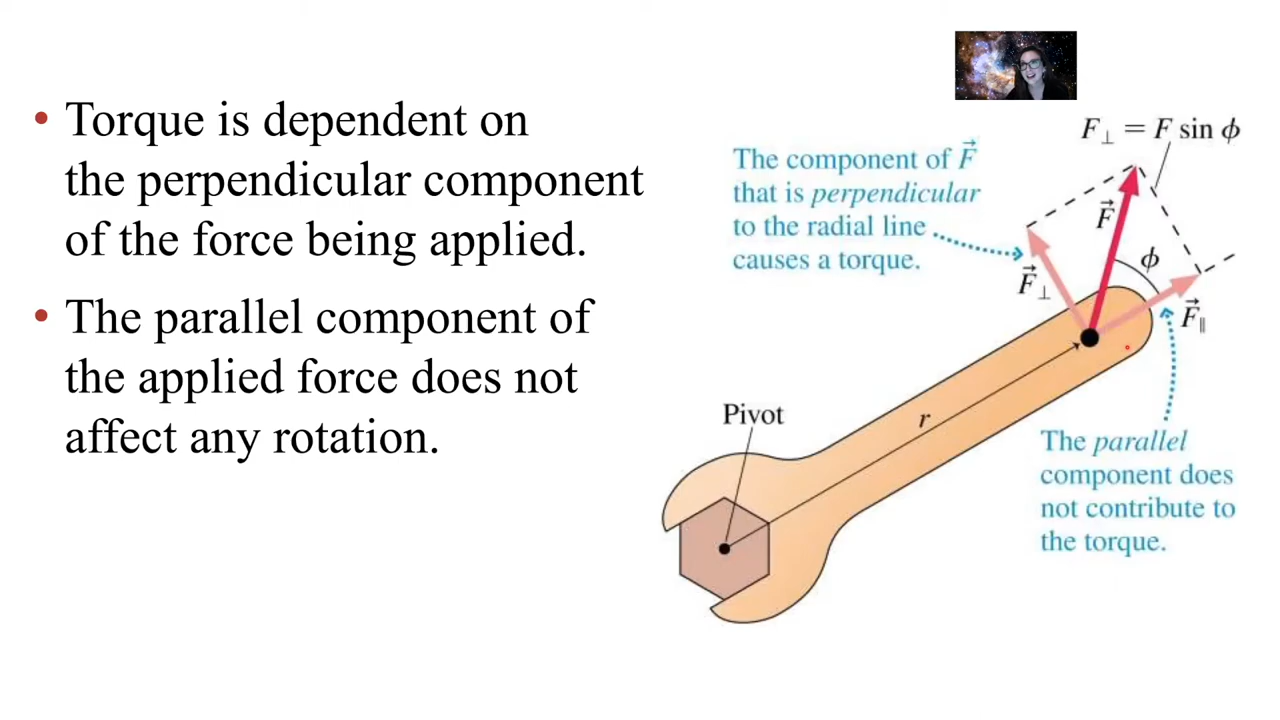 • Torque is dependent on
the perpendicular component
of the force being applied.
• The parallel component of
the applied force does not
affect any rotation.
F⊥ = F sin ϕ
The component of F⃗
that is perpendicular
to the radial line
causes a torque.
F⃗
ϕ
F⃗⊥
F⃗∥
Pivot
r
The parallel
component does
not contribute to
the torque.